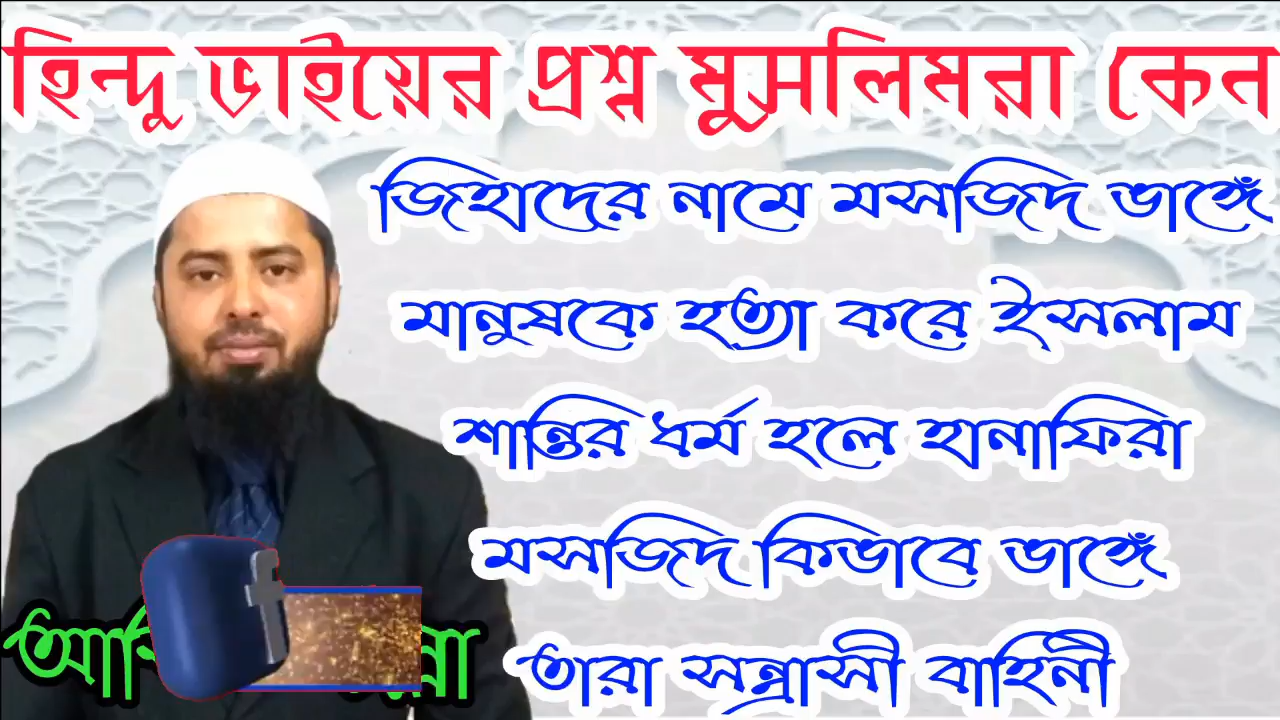 হিন্দু ভাইয়ের প্রশ্ন মুসলিমরা কেন
জিহাদের নামে মসজিদ ভাঙ্গেঁ
মানুষকে হত্যা করে ইসলাম
শান্তির ধর্ম হলে হানাফিরা
মসজিদ কিভাবে ভাঙ্গেঁ
তারা সন্ত্রাসী বাহিনী